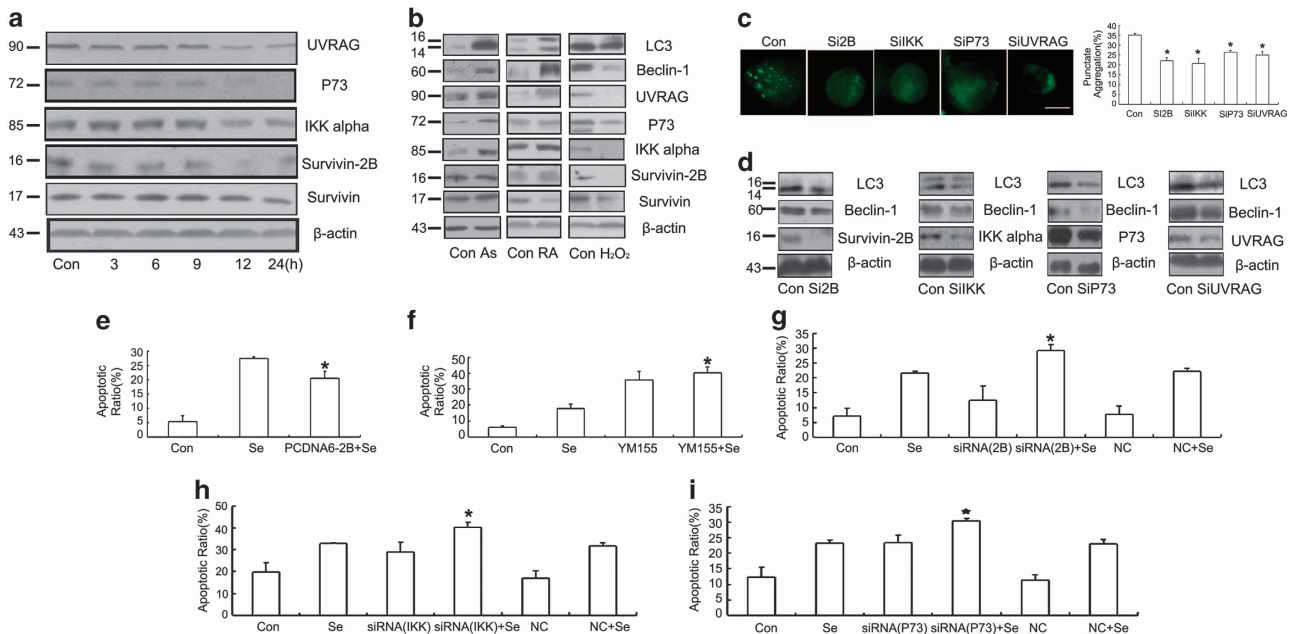 a
90
UVRAG
72
P73
85
IKK alpha
16
Survivin-2B
17
Survivin
43
β-actin
Con 3 6 9 12 24(h)
b
16
14
LC3
60
Beclin-1
90
UVRAG
72
P73
85
IKK alpha
16
Survivin-2B
17
Survivin
43
β-actin
Con As Con RA Con H₂O₂
c
Con Si2B SiIKK SiP73 SiUVRAG
Punctate
Aggregation(%)
40
35
30
25
20
15
10
5
0
* * * *
Con SI2B SiIKK SiP73 SiUVRAG
d
16
14
LC3 LC3 LC3 LC3
60
Beclin-1 Beclin-1 Beclin-1 Beclin-1
16
Survivin-2B IKK alpha P73 UVRAG
43
β-actin β-actin β-actin β-actin
Con Si2B Con SiIKK Con SiP73 Con SiUVRAG
e
Apoptotic
Ratio(%)
30
25
20
15
10
5
0
*
Con Se PCDNA6-2B+Se
f
Apoptotic
Ratio(%)
50
40
30
20
10
0
*
Con Se YM155 YM155+Se
g
Apoptotic Ratio(%)
35
30
25
20
15
10
5
0
*
Con Se siRNA(2B) siRNA(2B)+Se NC NC+Se
h
Apoptotic Ratio(%)
50
40
30
20
10
0
*
Con Se siRNA(IKK) siRNA(IKK)+Se NC NC+Se
i
Apoptotic Ratio(%)
35
30
25
20
15
10
5
0
*
Con Se siRNA(P73) siRNA(P73)+Se NC NC+Se